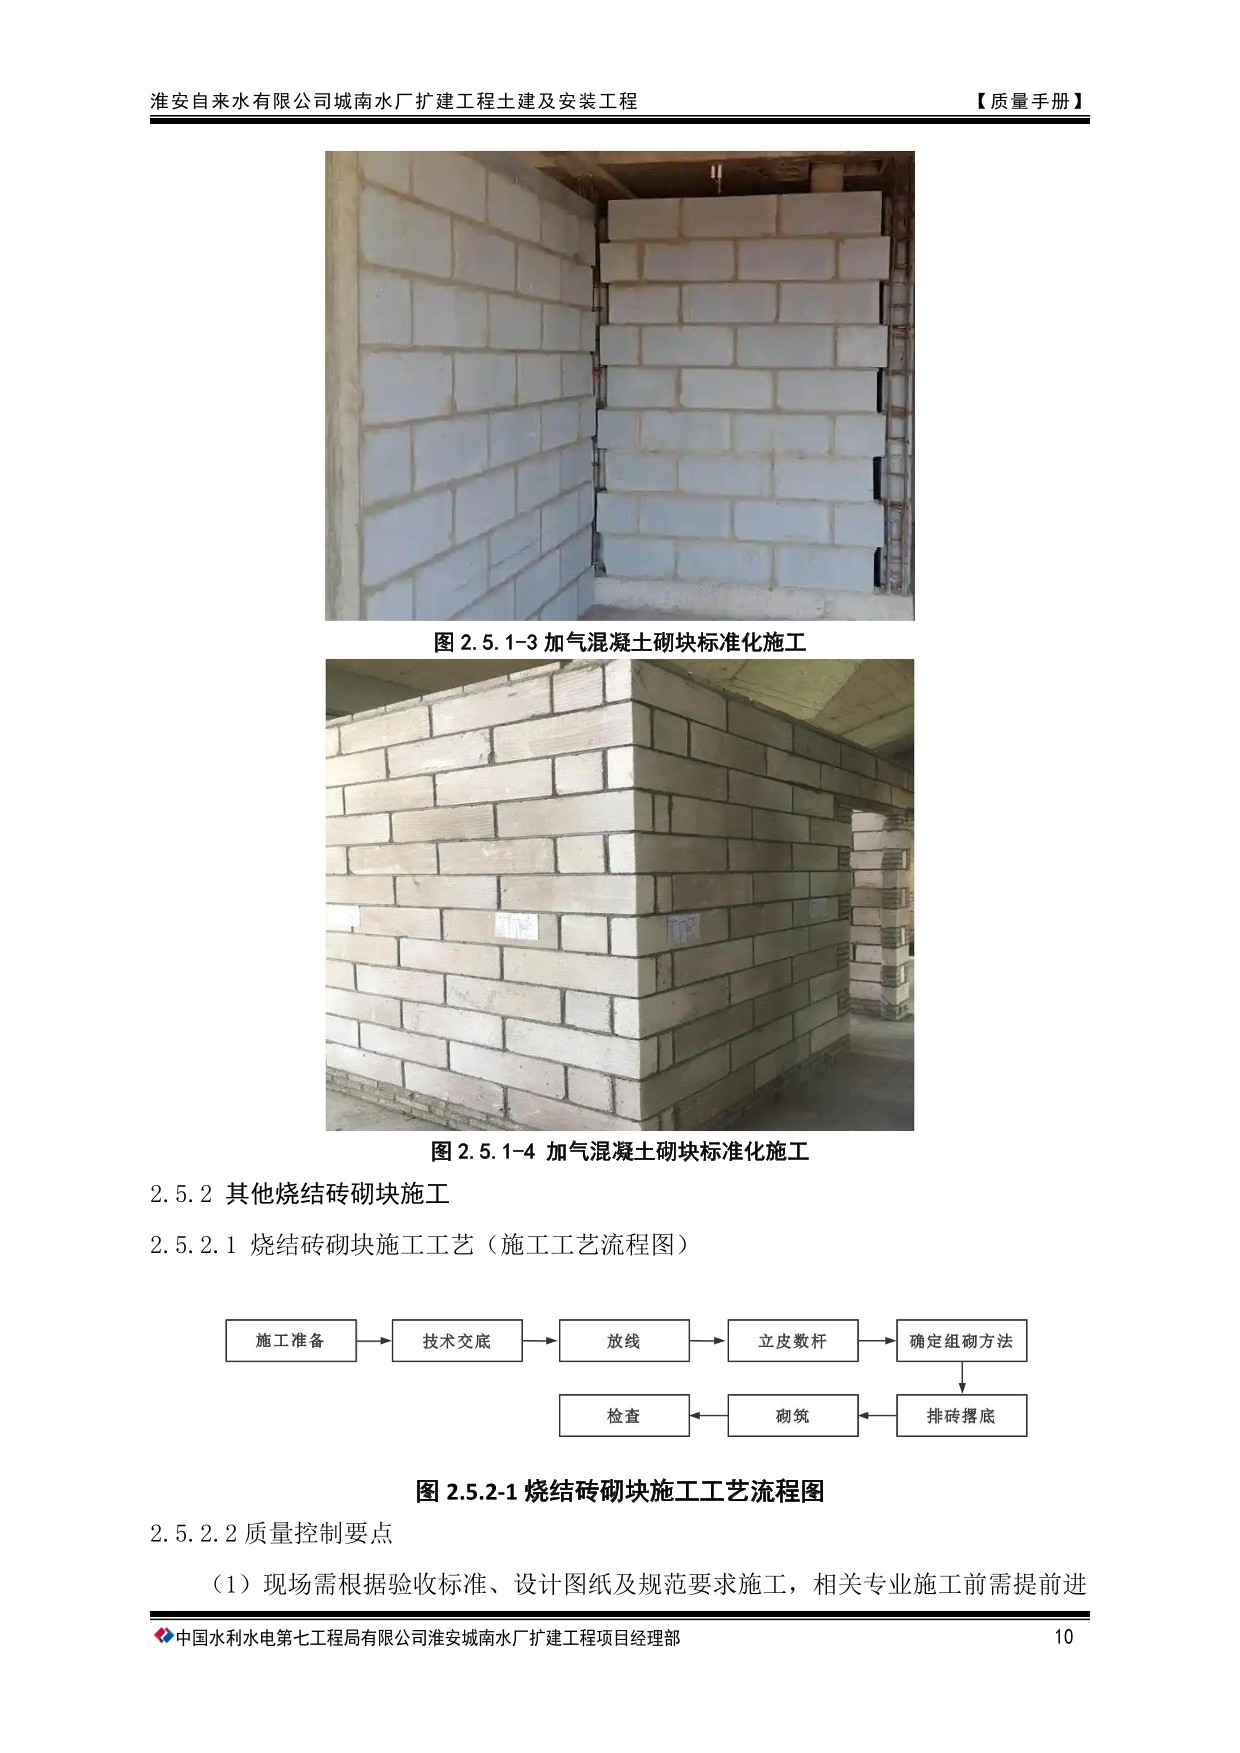 淮安自来水有限公司城南水厂扩建工程土建及安装工程 【质量手册】
图 2.5.1-3 加气混凝土砌块标准化施工
图 2.5.1-4 加气混凝土砌块标准化施工
2.5.2 其他烧结砖砌块施工
2.5.2.1 烧结砖砌块施工工艺（施工工艺流程图）
施工准备 技术交底 放线 立皮数杆 确定组砌方法
检查 砌筑 排砖撂底
图 2.5.2-1 烧结砖砌块施工工艺流程图
2.5.2.2 质量控制要点
（1）现场需根据验收标准、设计图纸及规范要求施工，相关专业施工前需提前进
中国水利水电第七工程局有限公司淮安城南水厂扩建工程项目经理部 10